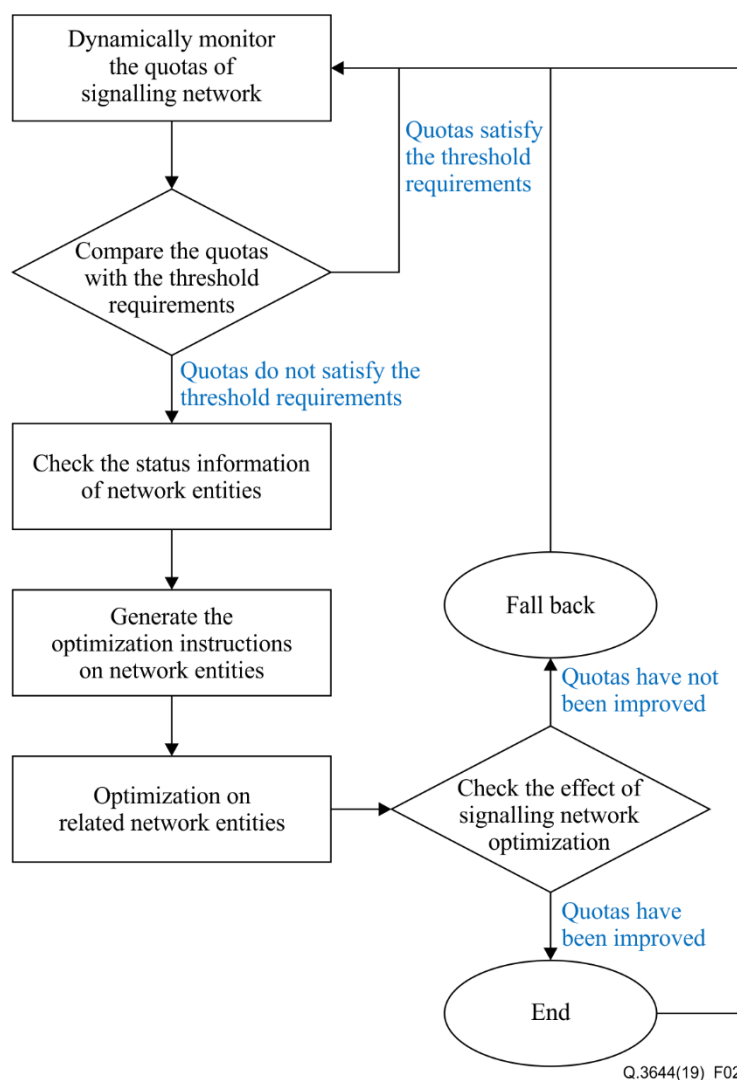 Dynamically monitor
the quotas of
signalling network
Quotas satisfy
the threshold
requirements
Compare the quotas
with the threshold
requirements
Quotas do not satisfy the
threshold requirements
Check the status information
of network entities
Generate the
optimization instructions
on network entities
Fall back
Quotas have not
been improved
Optimization on
related network entities
Check the effect of
signalling network
optimization
Quotas have
been improved
End
Q.3644(19)_F02